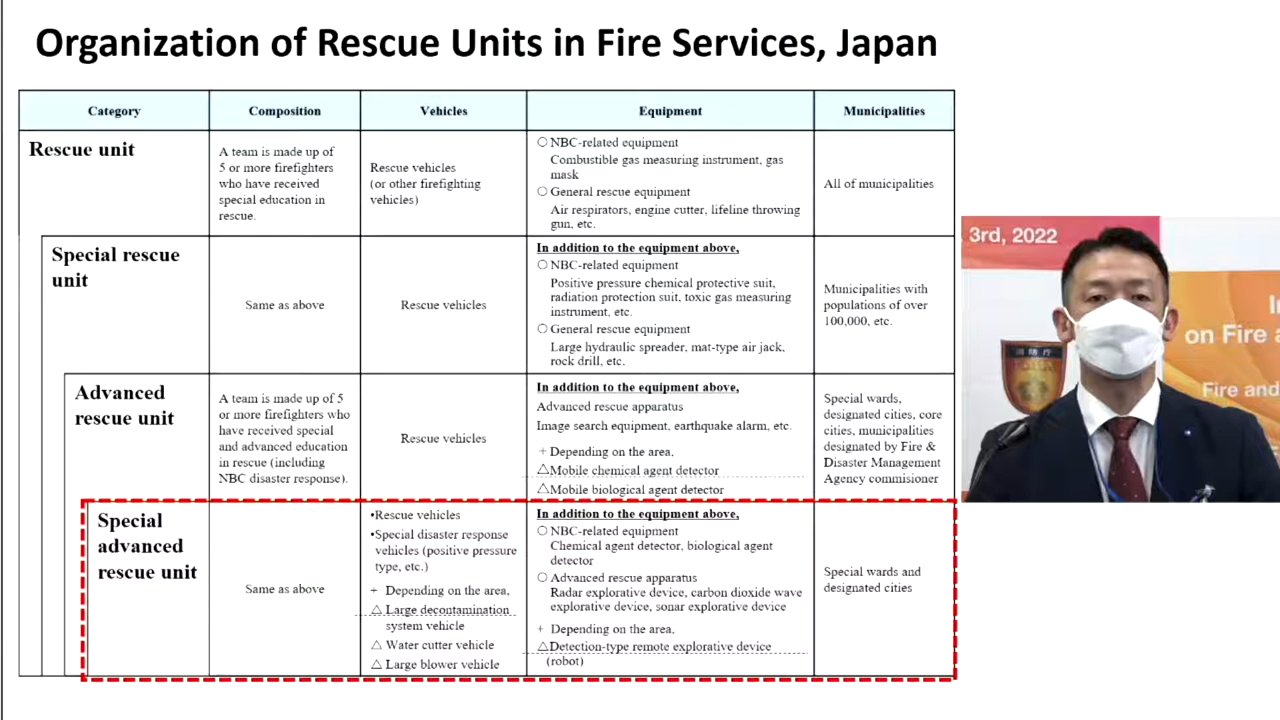 Organization of Rescue Units in Fire Services, Japan
Category
Composition
Vehicles
Equipment
Municipalities
Rescue unit
A team is made up of
5 or more firefighters
who have received
special education in
rescue.
Rescue vehicles
(or other firefighting
vehicles)
○ NBC-related equipment
Combustible gas measuring instrument, gas
mask
○ General rescue equipment
Air respirators, engine cutter, lifeline throwing
gun, etc.
All of municipalities
Special rescue
unit
Same as above
Rescue vehicles
In addition to the equipment above,
○ NBC-related equipment
Positive pressure chemical protective suit,
radiation protection suit, toxic gas measuring
instrument, etc.
○ General rescue equipment
Large hydraulic spreader, mat-type air jack,
rock drill, etc.
Municipalities with
populations of over
100,000, etc.
Advanced
rescue unit
A team is made up of 5
or more firefighters who
have received special
and advanced education
in rescue (including
NBC disaster response).
Rescue vehicles
In addition to the equipment above,
Advanced rescue apparatus
Image search equipment, earthquake alarm, etc.
+ Depending on the area,
△Mobile chemical agent detector
△Mobile biological agent detector
Special wards,
designated cities, core
cities, municipalities
designated by Fire &
Disaster Management
Agency commisioner
Special
advanced
rescue unit
Same as above
•Rescue vehicles
•Special disaster response
vehicles (positive pressure
type, etc.)
+ Depending on the area,
△ Large decontamination
system vehicle
△ Water cutter vehicle
△ Large blower vehicle
In addition to the equipment above,
○ NBC-related equipment
Chemical agent detector, biological agent
detector
○ Advanced rescue apparatus
Radar explorative device, carbon dioxide wave
explorative device, sonar explorative device
+ Depending on the area,
△Detection-type remote explorative device
(robot)
Special wards and
designated cities
3rd, 2022
on Fire
Fire and
消防庁